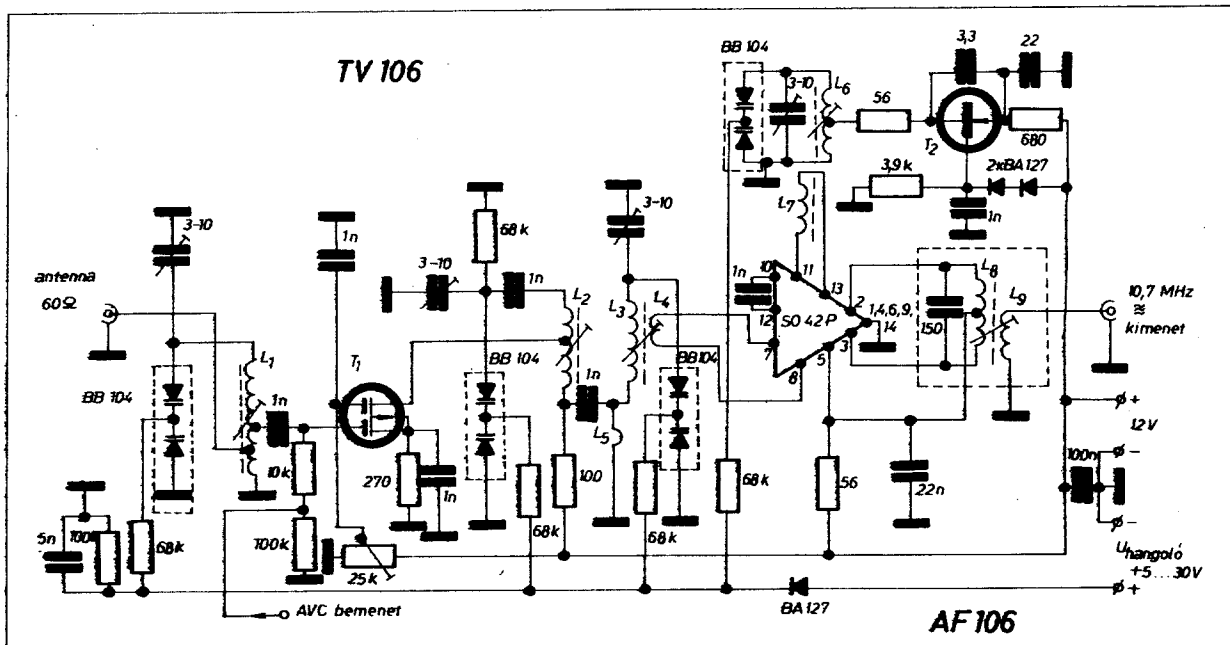 TV 106
BB 104
3-10
L6
56
3,3
22
T2
680
3,9k
2xBA127
1n
L7
3-10
antenna
60Ω
1n
3-10
68k
1n
L2
3-10
L3
L4
1n
10
11
13
12
SO 42 P
2
1,4,6,9,
14
3
7
8
5
150
L8
L9
10,7 MHz
≈
kimenet
BB 104
L1
1n
T1
BB 104
1n
L5
BB104
+
12V
-
100n
-
10k
270
1n
100
68k
56
22n
5n
100k
68k
100k
25k
68k
68k
Uhangoló
+5...30V
+
AVC bemenet
BA127
AF 106